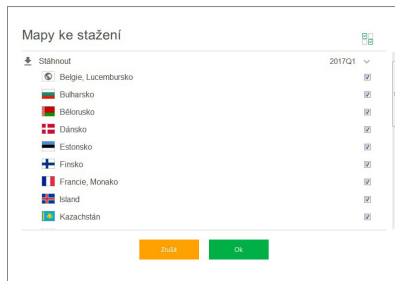 Mapy ke stažení
Stáhnout 2017Q1
Belgie, Lucembursko
Bulharsko
Bělorusko
Dánsko
Estonsko
Finsko
Francie, Monako
Island
Kazachstán
Zrušit Ok